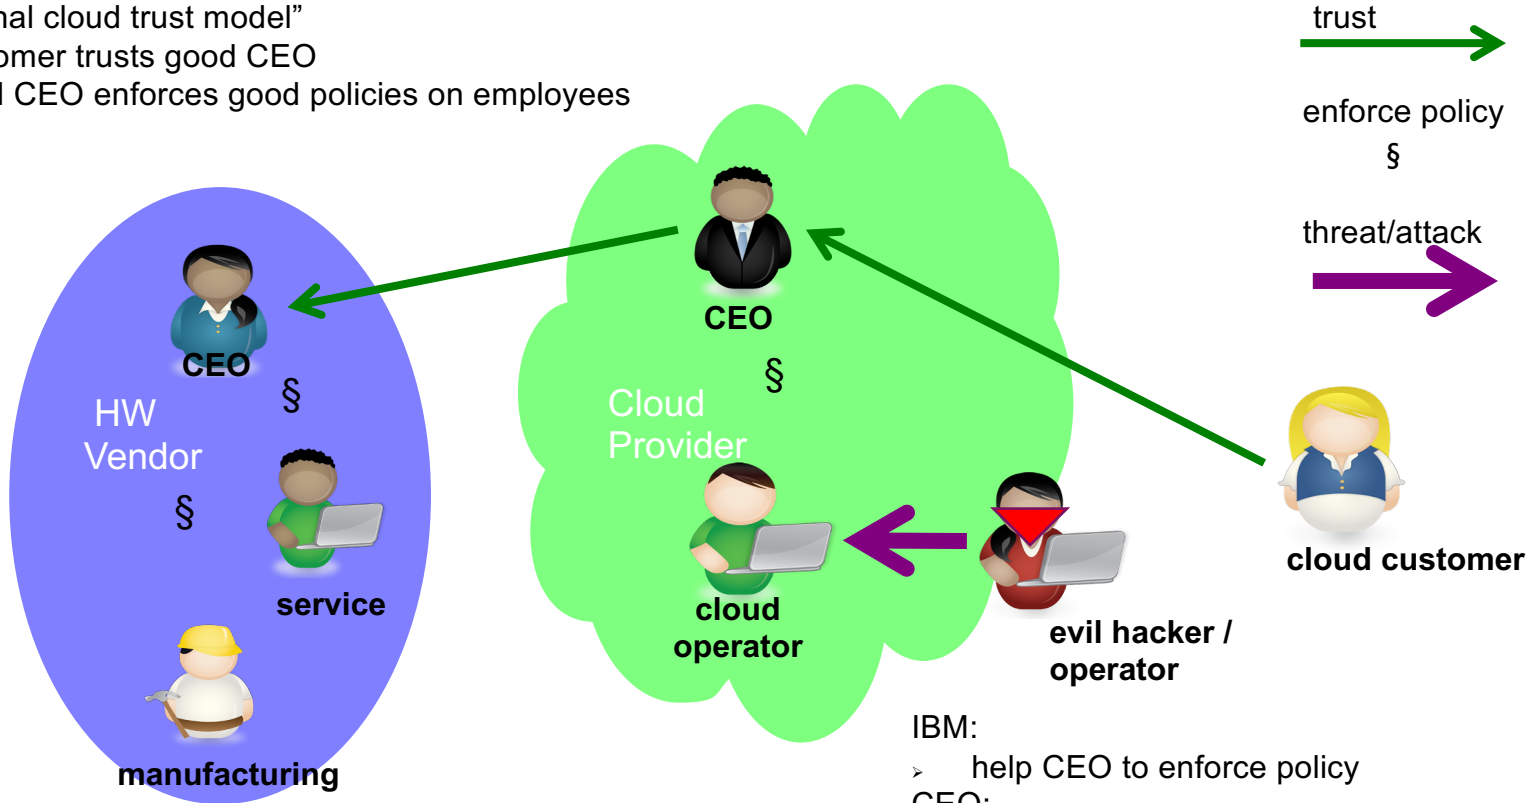 nal cloud trust model”
omer trusts good CEO
CEO enforces good policies on employees
trust
enforce policy
§
threat/attack
CEO
§
CEO
§
HW
Vendor
§
service
manufacturing
Cloud
Provider
cloud
operator
evil hacker /
operator
cloud customer
IBM:
➢ help CEO to enforce policy
CEO: